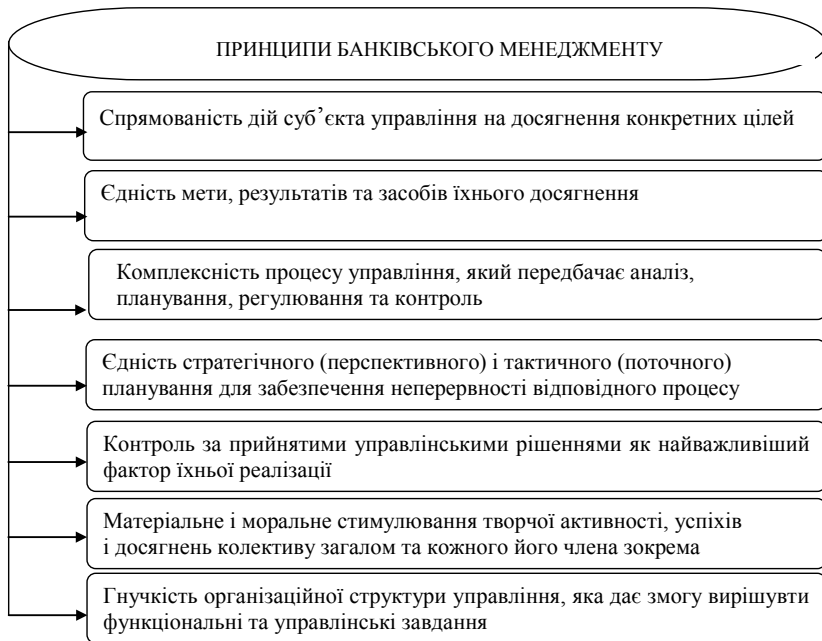 ПРИНЦИПИ БАНКІВСЬКОГО МЕНЕДЖМЕНТУ
Спрямованість дій суб’єкта управління на досягнення конкретних цілей
Єдність мети, результатів та засобів їхнього досягнення
Комплексність процесу управління, який передбачає аналіз,
планування, регулювання та контроль
Єдність стратегічного (перспективного) і тактичного (поточного)
планування для забезпечення неперервності відповідного процесу
Контроль за прийнятими управлінськими рішеннями як найважливіший
фактор їхньої реалізації
Матеріальне і моральне стимулювання творчої активності, успіхів
і досягнень колективу загалом та кожного його члена зокрема
Гнучкість організаційної структури управління, яка дає змогу вирішувти
функціональні та управлінські завдання